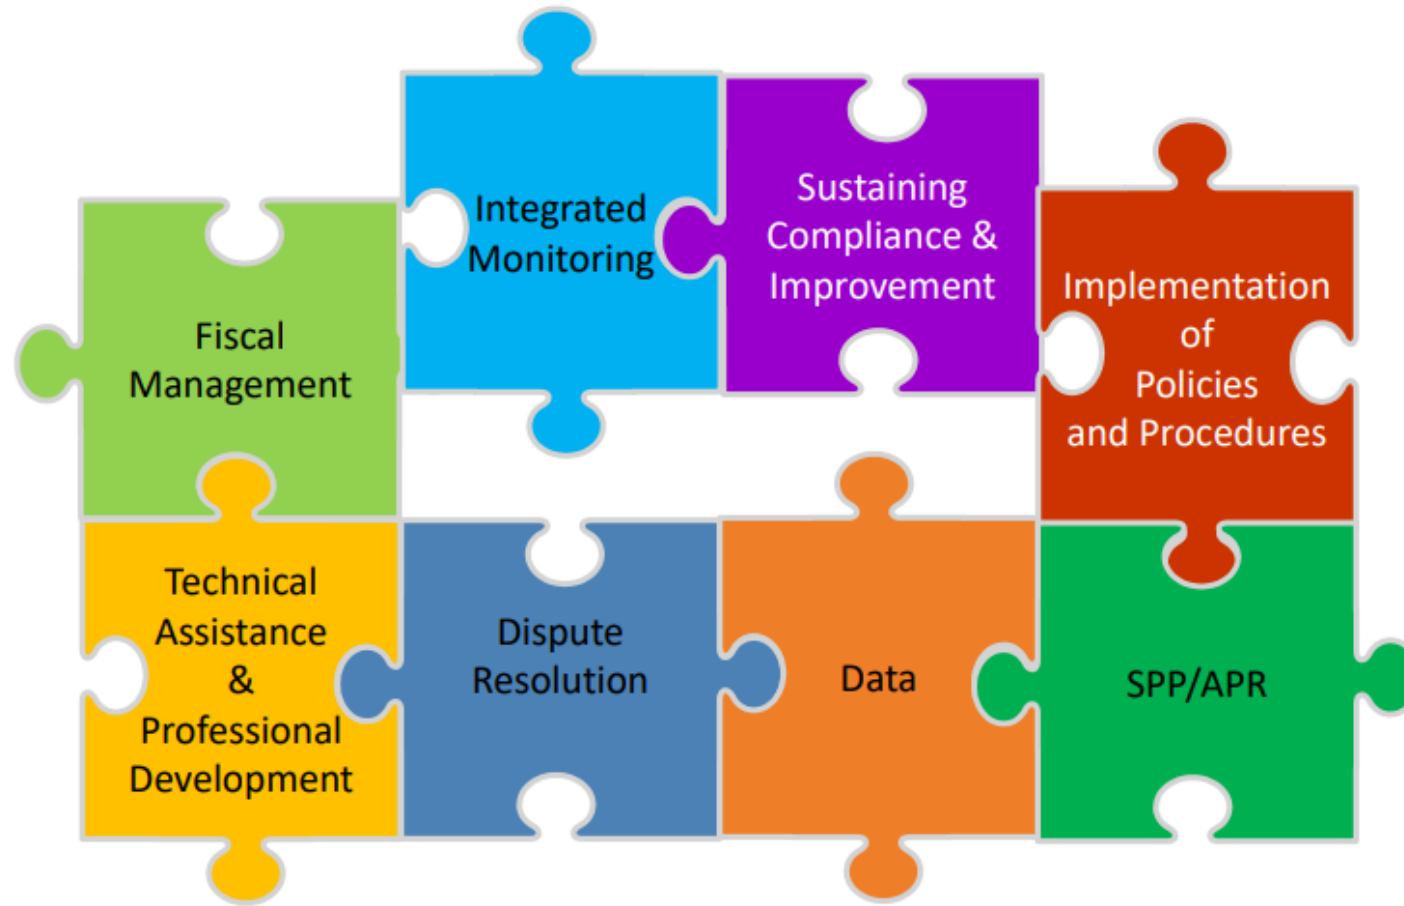 Integrated
Monitoring
Sustaining
Compliance &
Improvement
Implementation
of
Policies
and Procedures
Fiscal
Management
Technical
Assistance
&
Professional
Development
Dispute
Resolution
Data
SPP/APR